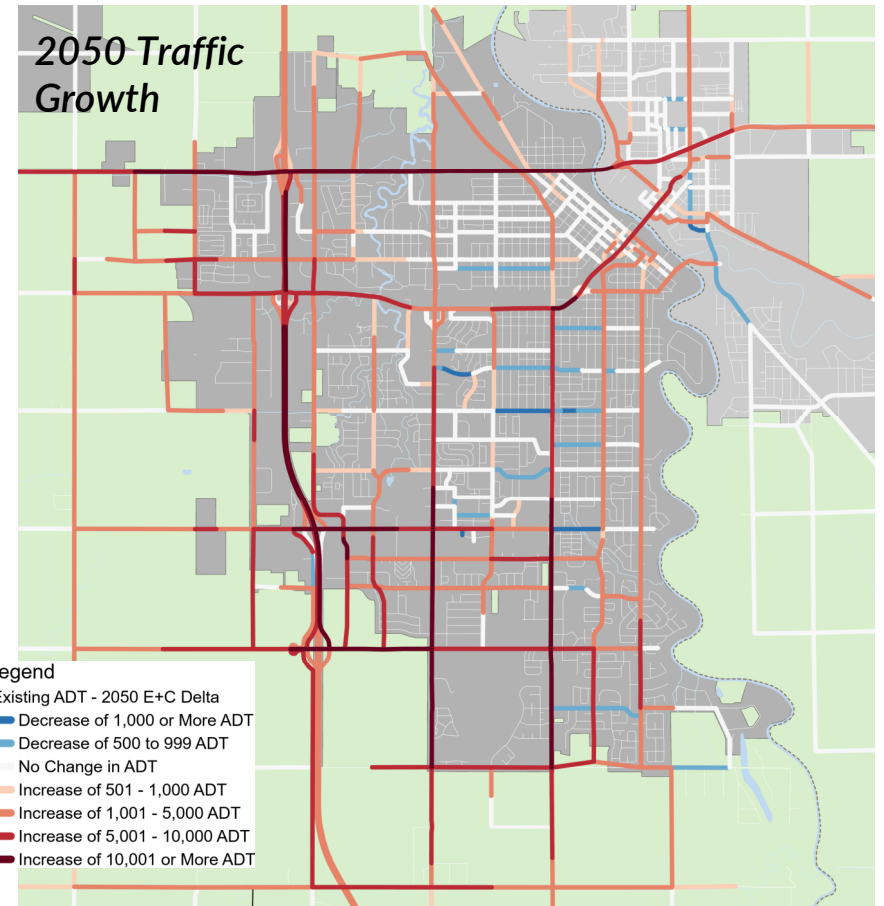 2050 Traffic
Growth
egend
Existing ADT - 2050 E+C Delta
Decrease of 1,000 or More ADT
Decrease of 500 to 999 ADT
No Change in ADT
Increase of 501 - 1,000 ADT
Increase of 1,001 - 5,000 ADT
Increase of 5,001 - 10,000 ADT
Increase of 10,001 or More ADT